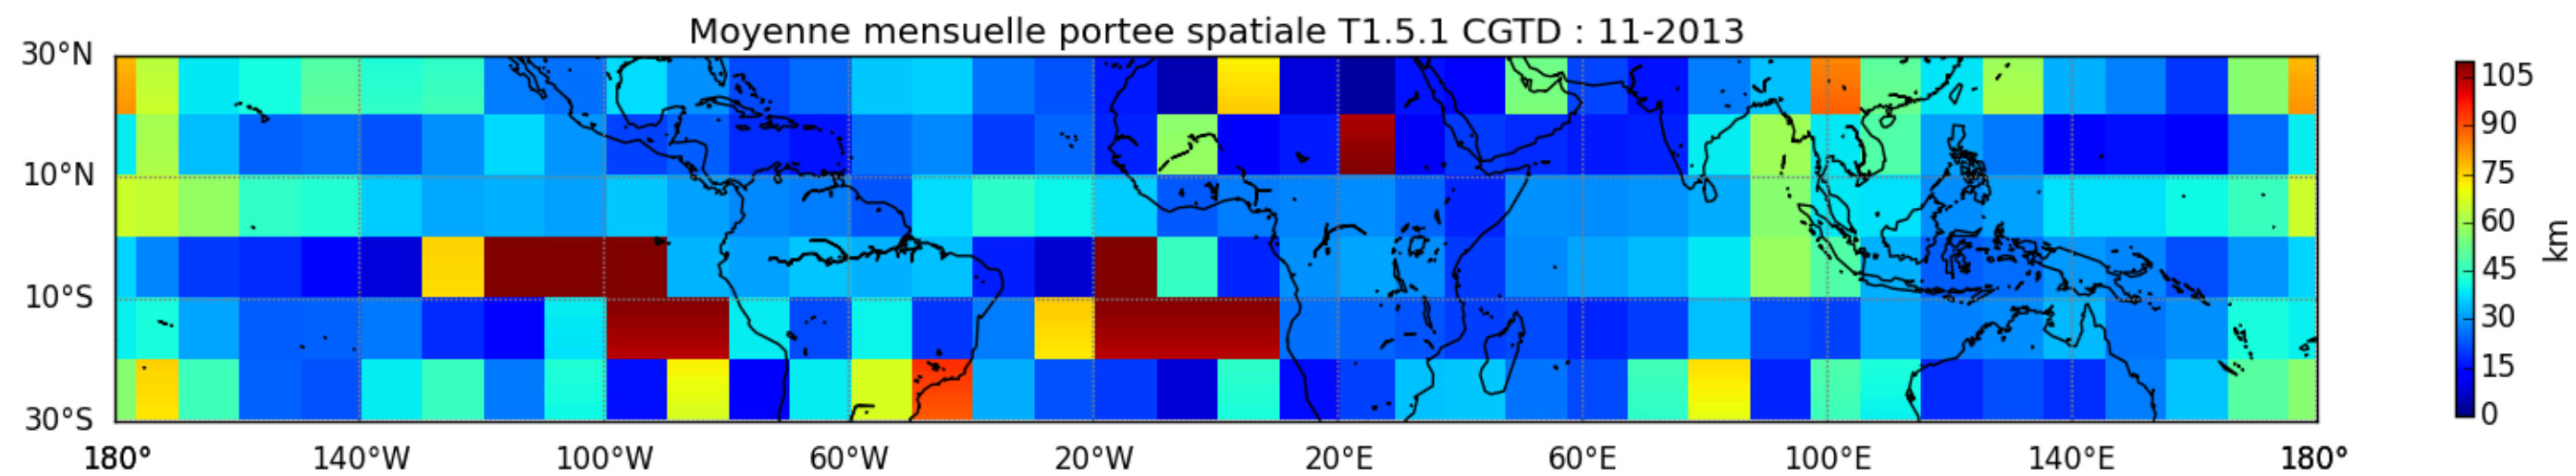 Moyenne mensuelle portee spatiale T1.5.1 CGTD : 11-2013
30°N
10°N
10°S
30°S
180° 140°W 100°W 60°W 20°W 20°E 60°E 100°E 140°E 180°
105
90
75
60
45
30
15
0
km